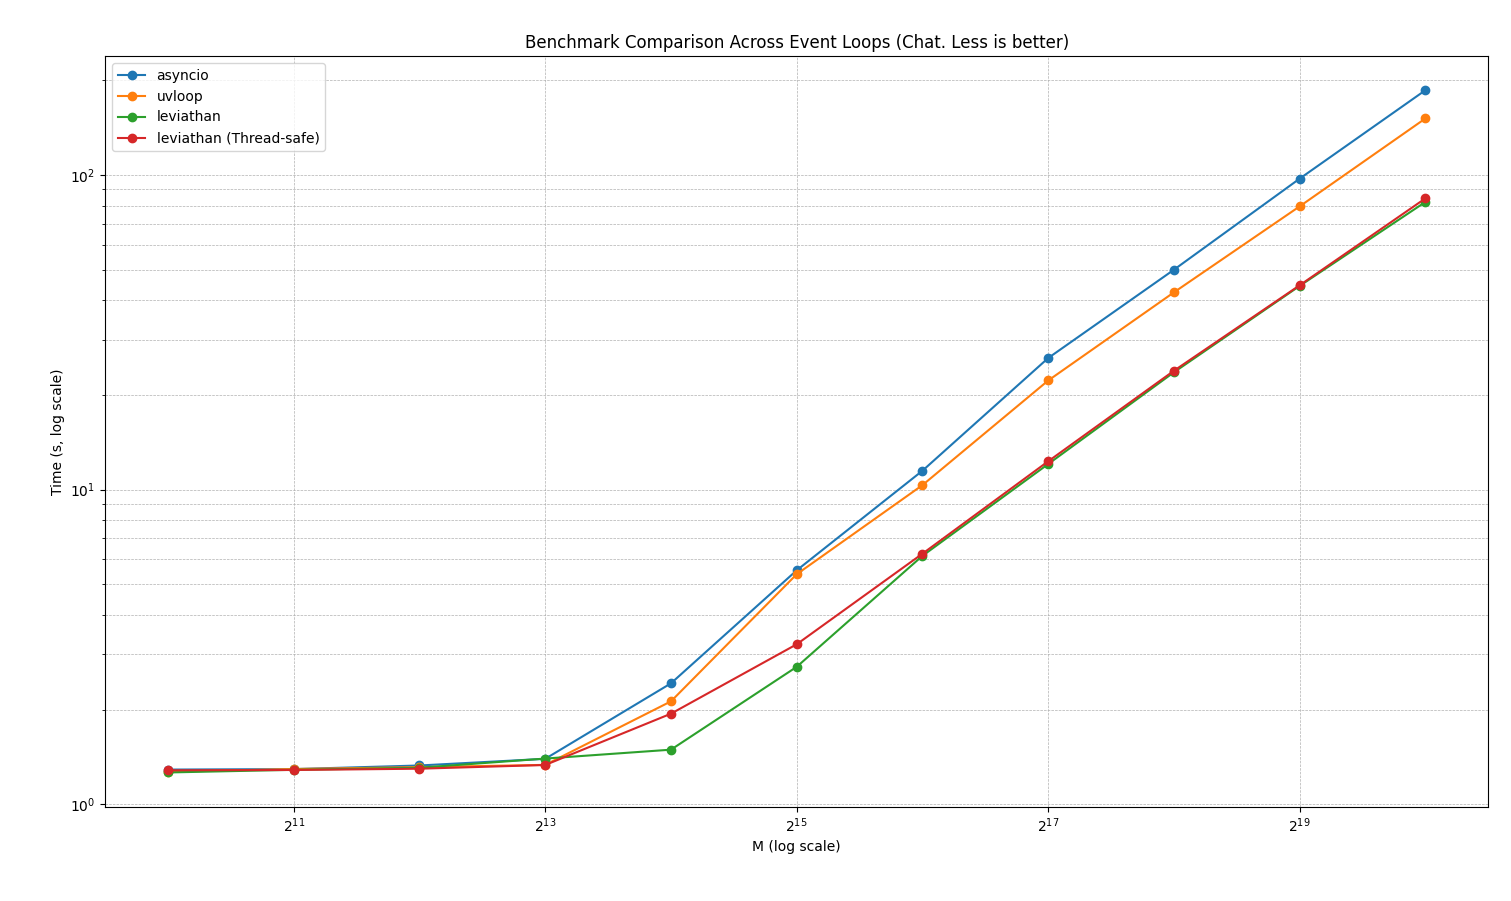 Benchmark Comparison Across Event Loops (Chat. Less is better)
asyncio
uvloop
leviathan
leviathan (Thread-safe)
Time (s, log scale)
10²
10¹
10⁰
2¹¹ 2¹³ 2¹⁵ 2¹⁷ 2¹⁹
M (log scale)